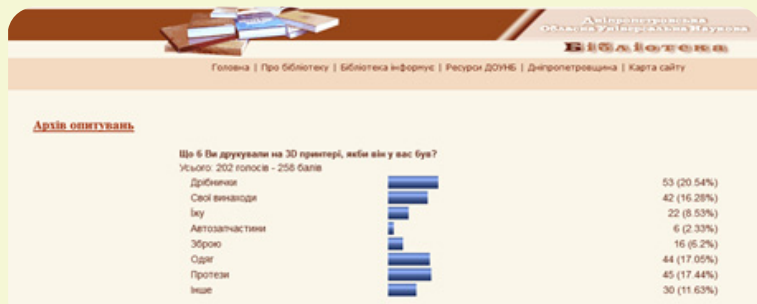 Дніпропетровська
Обласна Універсальна Наукова
Бібліотека
Головна | Про бібліотеку | Бібліотека інформує | Ресурси ДОУНБ | Дніпропетровщина | Карта сайту
Архів опитувань
Що б Ви друкували на 3D принтері, якби він у вас був?
Усього: 202 голосів - 258 балів
Дрібнички 53 (20.54%)
Свої винаходи 42 (16.28%)
Їжу 22 (8.53%)
Автозапчастини 6 (2.33%)
Зброю 16 (6.2%)
Одяг 44 (17.05%)
Протези 45 (17.44%)
Інше 30 (11.63%)